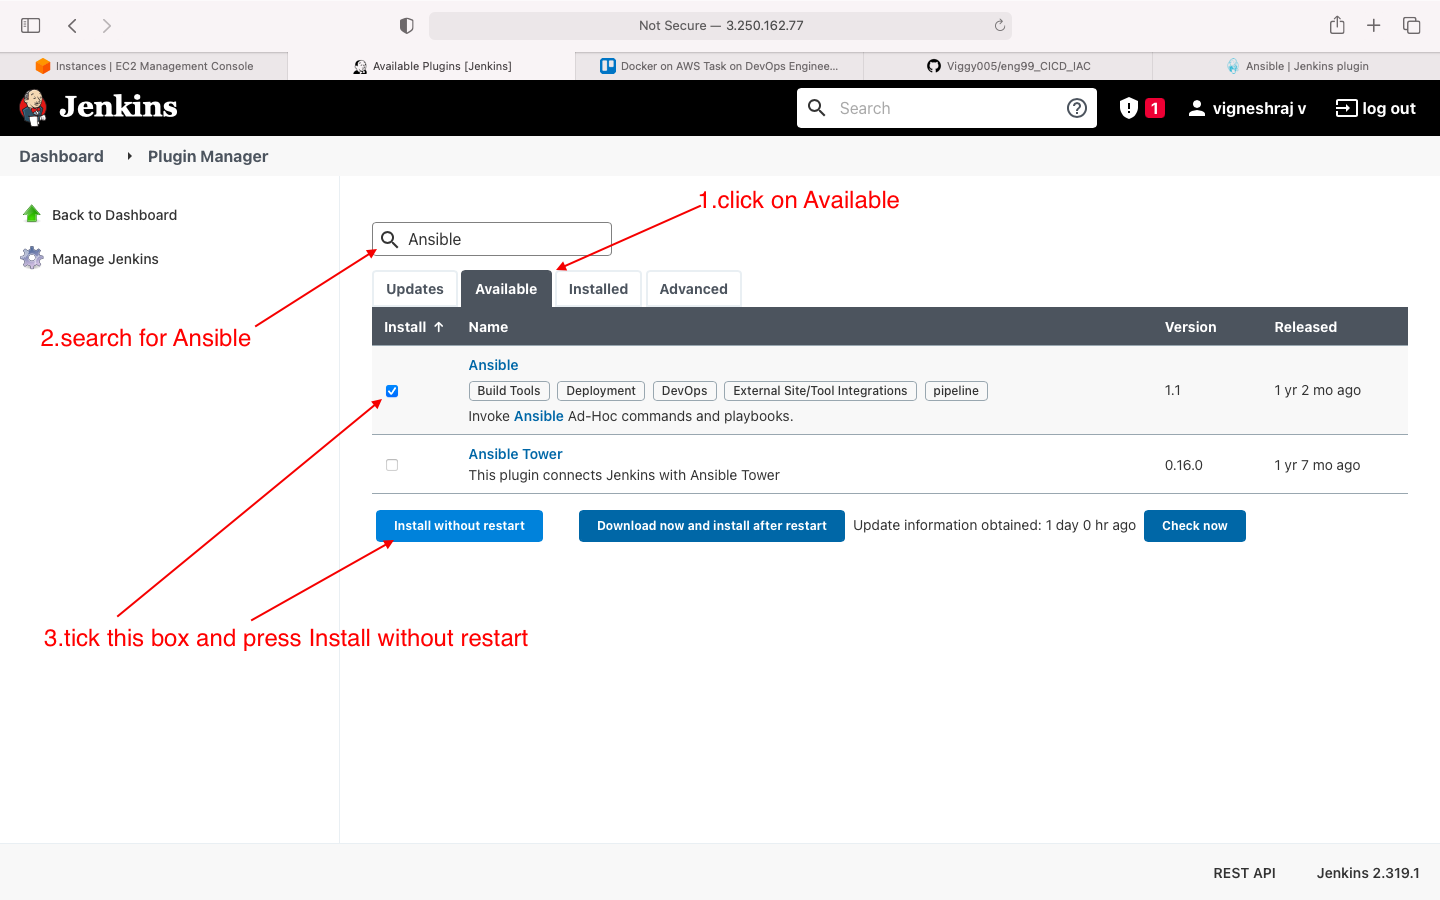 Not Secure — 3.250.162.77
Instances | EC2 Management Console
Available Plugins [Jenkins]
Docker on AWS Task on DevOps Enginee...
Viggy005/eng99_CICD_IAC
Ansible | Jenkins plugin
Jenkins
Search
1
vigneshraj v
log out
Dashboard
Plugin Manager
Back to Dashboard
Manage Jenkins
1.click on Available
Ansible
2.search for Ansible
Updates
Available
Installed
Advanced
Install ↑ Name Version Released
Ansible
Build Tools Deployment DevOps External Site/Tool Integrations pipeline
Invoke Ansible Ad-Hoc commands and playbooks.
1.1
1 yr 2 mo ago
Ansible Tower
This plugin connects Jenkins with Ansible Tower
0.16.0
1 yr 7 mo ago
Install without restart
Download now and install after restart
Update information obtained: 1 day 0 hr ago
Check now
3.tick this box and press Install without restart
REST API
Jenkins 2.319.1